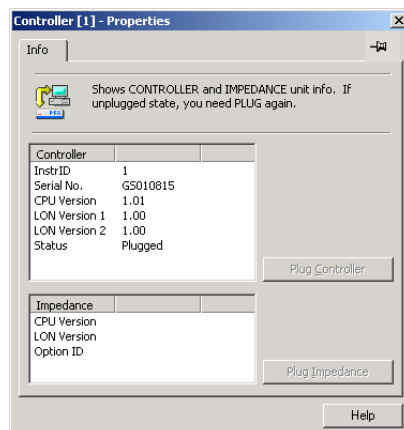 Controller [1] - Properties
Info
Shows CONTROLLER and IMPEDANCE unit info. If
unplugged state, you need PLUG again.
Controller
InstrID 1
Serial No. GS010815
CPU Version 1.01
LON Version 1 1.00
LON Version 2 1.00
Status Plugged
Plug Controller
Impedance
CPU Version
LON Version
Option ID
Plug Impedance
Help